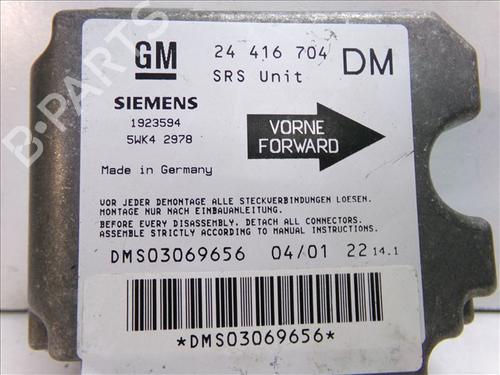 GM
24 416 704 DM
SRS Unit
SIEMENS
1923594
5WK4 2978
VORNE
FORWARD
Made in Germany
VOR JEDER DEMONTAGE ALLE STECKVERBINDUNGEN LOESEN.
MONTAGE NUR NACH EINBAUANLEITUNG.
BEFORE EVERY DISASSEMBLY, DETACH ALL CONNECTORS.
ASSEMBLE STRICTLY ACCORDING TO MANUAL INSTRUCTIONS.
DMS03069656 04/01 22 14.1
*DMS03069656*
B-PARTS